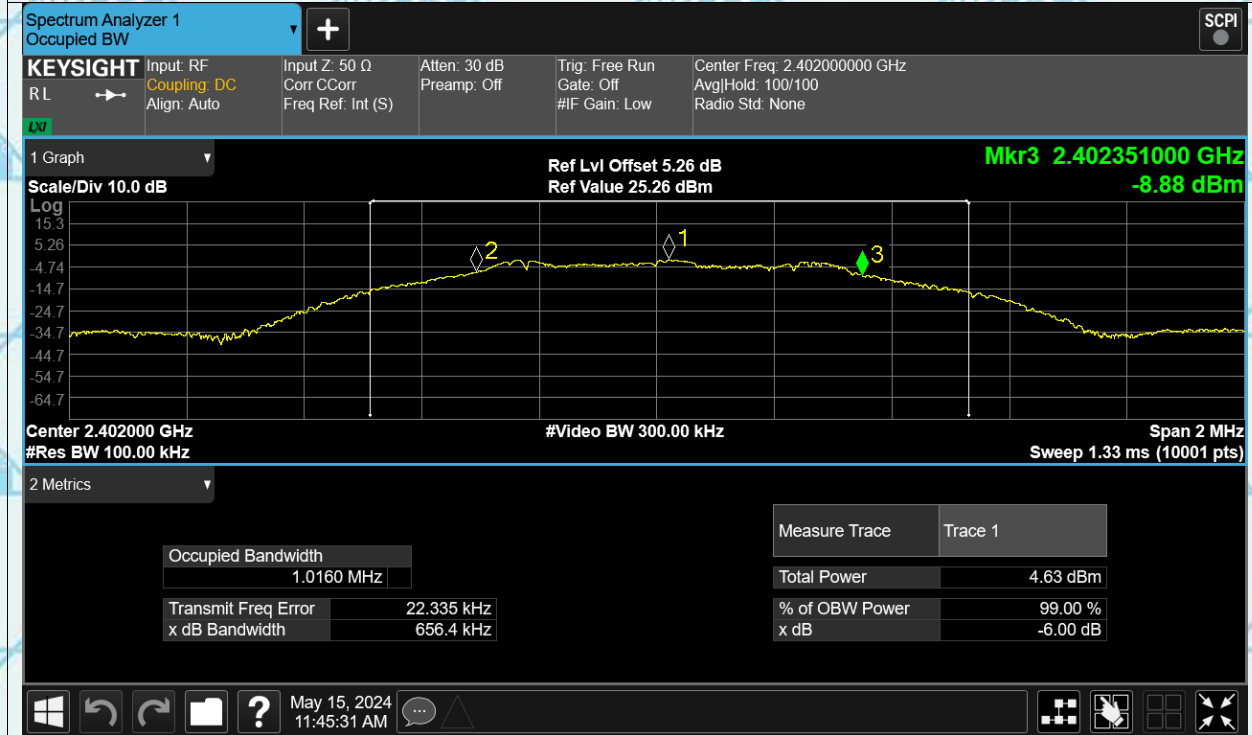 Spectrum Analyzer 1
Occupied BW
+
SCPI
KEYSIGHT
R L
LXI
Input: RF
Coupling: DC
Align: Auto
Input Z: 50 Ω
Corr CCorr
Freq Ref: Int (S)
Atten: 30 dB
Preamp: Off
Trig: Free Run
Gate: Off
#IF Gain: Low
Center Freq: 2.402000000 GHz
Avg|Hold: 100/100
Radio Std: None
1 Graph
Scale/Div 10.0 dB
Ref Lvl Offset 5.26 dB
Ref Value 25.26 dBm
Mkr3 2.402351000 GHz
-8.88 dBm
Log
15.3
5.26
-4.74
-14.7
-24.7
-34.7
-44.7
-54.7
-64.7
2
1
3
Center 2.402000 GHz
#Res BW 100.00 kHz
#Video BW 300.00 kHz
Span 2 MHz
Sweep 1.33 ms (10001 pts)
2 Metrics
Occupied Bandwidth
1.0160 MHz
Transmit Freq Error 22.335 kHz
x dB Bandwidth 656.4 kHz
Measure Trace Trace 1
Total Power 4.63 dBm
% of OBW Power 99.00 %
x dB -6.00 dB
?
May 15, 2024
11:45:31 AM